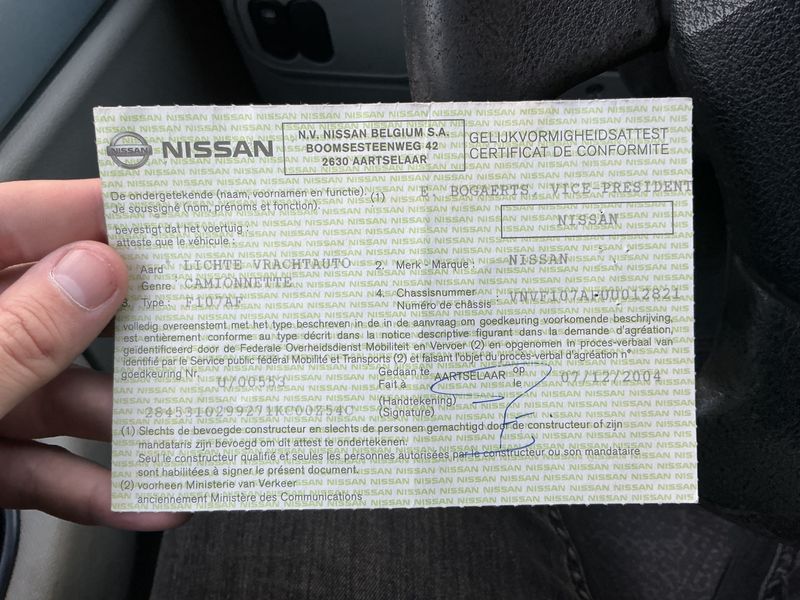 NISSAN NISSAN
N.V. NISSAN BELGIUM S.A.
BOOMSESTEENWEG 42
2630 AARTSELAAR
GELIJKVORMIGHEIDSATTEST
CERTIFICAT DE CONFORMITE
De ondergetekende (naam, voornamen en functie).
Je soussigné (nom, prénoms et fonction). (1) E. BOGAERTS, VICE-PRESIDENT
NISSAN
bevestigt dat het voertuig :
atteste que le véhicule :
Aard LICHTE VRACHTAUTO
Genre: CAMIONNETTE
2. Merk - Marque : NISSAN
3. Type : F107AF
4. Chassisnummer
Numéro de châssis :
volledig overeenstemt met het type beschreven in de in de aanvraag om goedkeuring voorkomende beschrijving,
est entièrement conforme au type décrit dans la notice descriptive figurant dans la demande d'agréation,
geïdentificeerd door de Federale Overheidsdienst Mobiliteit en Vervoer (2) en opgenomen in proces-verbaal van
identifié par le Service public fédéral Mobilité et Transports (2) et faisant l'objet du procès-verbal d'agréation n°
goedkeuring Nr. U/00553
Gedaan te
Fait à AARTSELAAR op
le 07/12/2004
(Handtekening)
(Signature)
2845310299271KC00Z54C
(1) Slechts de bevoegde constructeur en slechts de personen gemachtigd door de constructeur of zijn
mandataris zijn bevoegd om dit attest te ondertekenen.
Seul le constructeur qualifié et seules les personnes autorisées par le constructeur ou son mandataire
sont habilitées à signer le présent document.
(2) voorheen Ministerie van Verkeer
anciennement Ministère des Communications